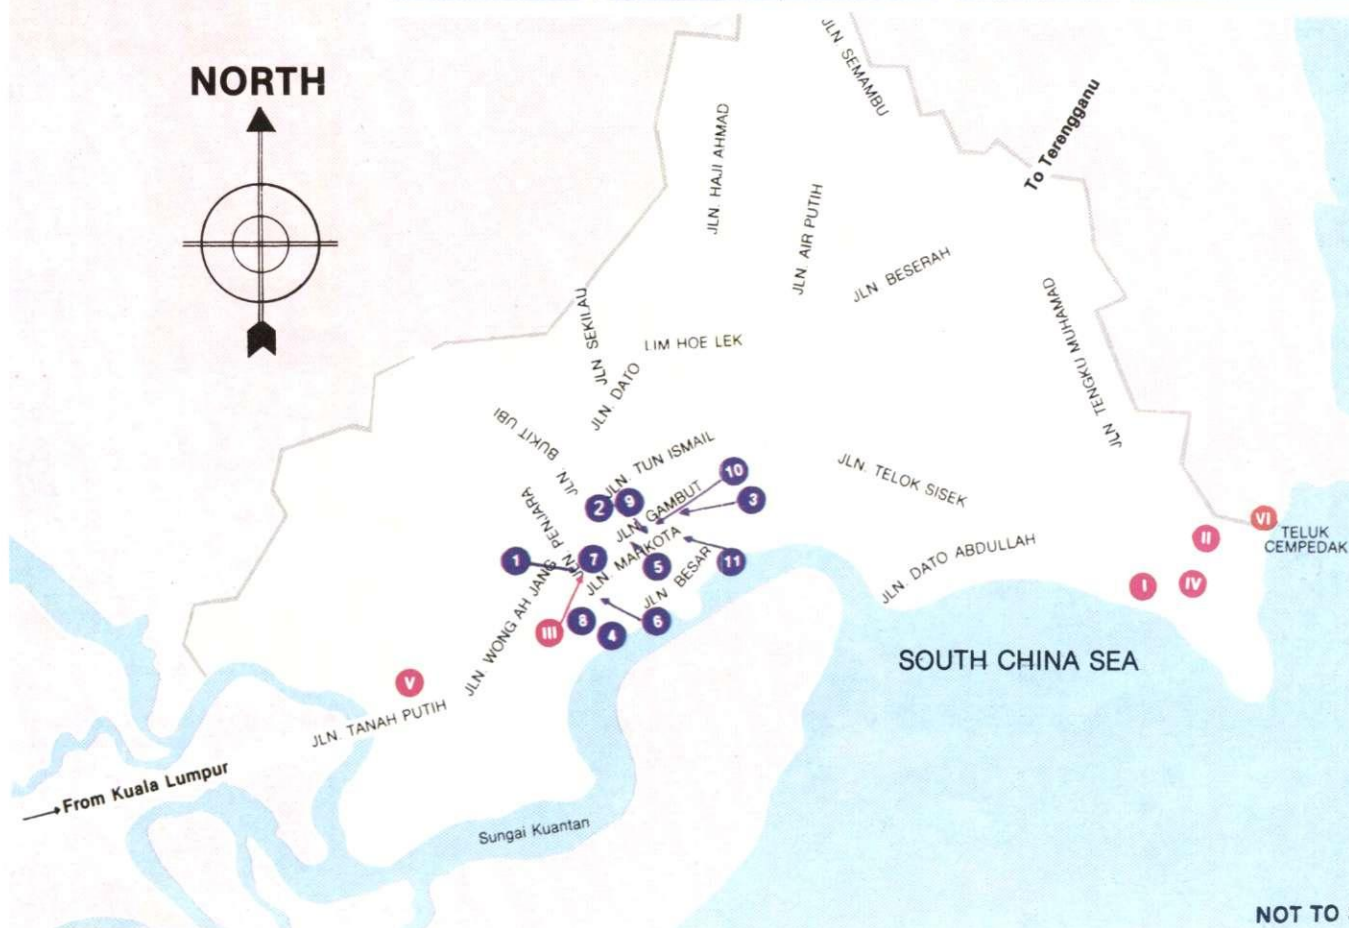 NORTH
JLN. SEMAMBU
To Terengganu
JLN. HAJI AHMAD
JLN. AIR PUTIH
JLN. BESERAH
JLN. TENGKU MUHAMAD
JLN. SEKILAU
LIM HOE LEK
JLN. DATO
JLN. BUKIT UBI
JLN. TUN ISMAIL
JLN. TELOK SISEK
10
2
9
3
JLN. GAMBUT
JLN. PENJARA
VI
TELUK
CEMPEDAK
II
JLN. MAHKOTA
JLN. DATO ABDULLAH
1
7
5
11
JLN. BESAR
I
IV
JLN. WONG AH JANG
III
8
4
6
SOUTH CHINA SEA
V
JLN. TANAH PUTIH
From Kuala Lumpur
Sungai Kuantan
NOT TO